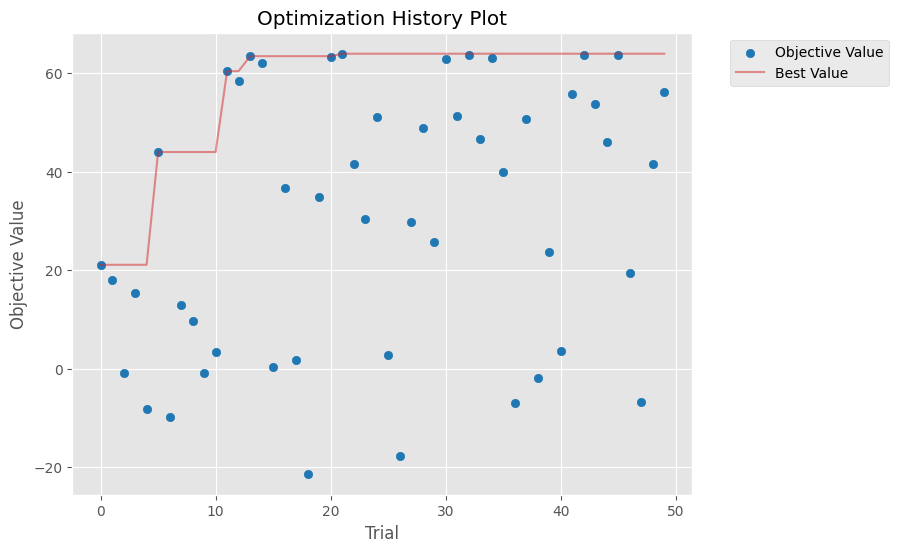 Optimization History Plot
Objective Value
Best Value
Objective Value
60
40
20
0
−20
0 10 20 30 40 50
Trial